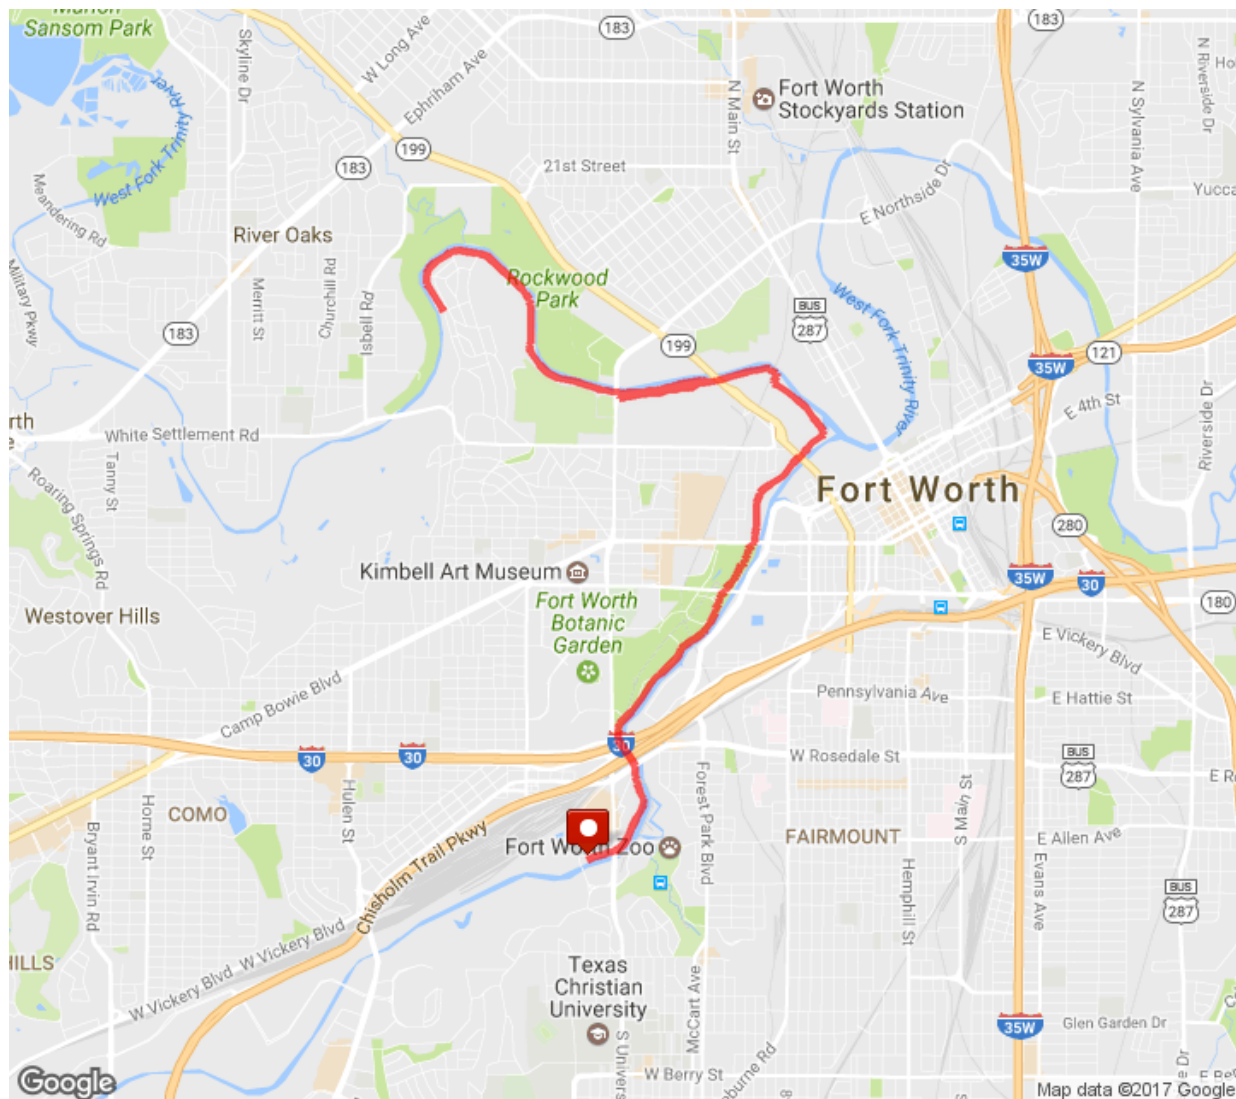 Marion
Sansom Park
Skyline Dr
W Long Ave
Ephriham Ave
183
183
N Riverside Dr
N Sylvania Ave
N Main St
Fort Worth
Stockyards Station
West Fork Trinity River
199
183
21st Street
Yucca
Meandering Rd
E Northside Dr
River Oaks
35W
Military Pkwy
Merritt St
Churchill Rd
Isbell Rd
Rockwood
Park
West Fork Trinity River
BUS
287
183
199
121
35W
E 4th St
Riverside Dr
White Settlement Rd
Tanny St
Roaring Springs Rd
Fort Worth
280
Kimbell Art Museum
35W
30
180
Fort Worth
Botanic
Garden
Westover Hills
E Vickery Blvd
Camp Bowie Blvd
Pennsylvania Ave
E Hattie St
30
30
30
W Rosedale St
BUS
287
Forest Park Blvd
Hulen St
Horne St
COMO
Bryant Irvin Rd
Chisholm Trail Pkwy
Fort Worth Zoo
FAIRMOUNT
S Main St
E Allen Ave
Evans Ave
Hemphill St
BUS
287
W Vickery Blvd
W Vickery Blvd
HILLS
Texas
Christian
University
McCart Ave
S Univers
35W
Glen Garden Dr
W Berry St
Google
Map data ©2017 Google